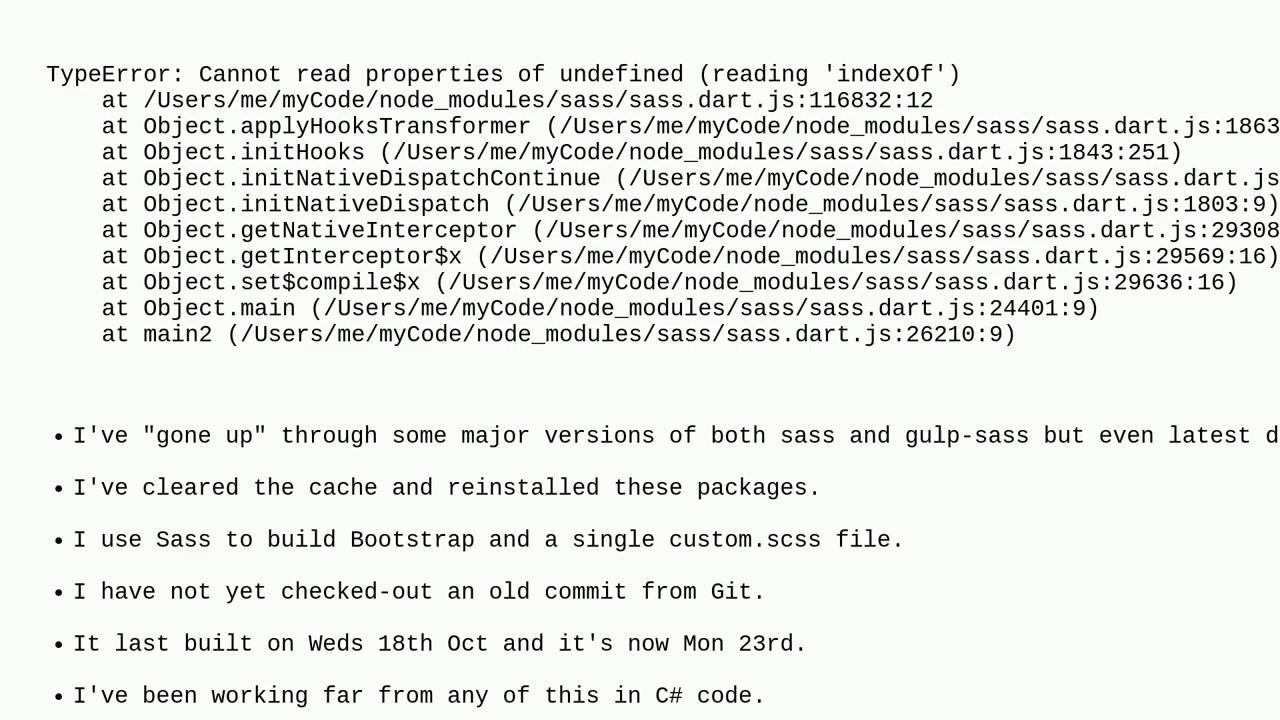 TypeError: Cannot read properties of undefined (reading 'indexOf')
at /Users/me/myCode/node_modules/sass/sass.dart.js:116832:12
at Object.applyHooksTransformer (/Users/me/myCode/node_modules/sass/sass.dart.js:1863
at Object.initHooks (/Users/me/myCode/node_modules/sass/sass.dart.js:1843:251)
at Object.initNativeDispatchContinue (/Users/me/myCode/node_modules/sass/sass.dart.js
at Object.initNativeDispatch (/Users/me/myCode/node_modules/sass/sass.dart.js:1803:9)
at Object.getNativeInterceptor (/Users/me/myCode/node_modules/sass/sass.dart.js:29308
at Object.getInterceptor$x (/Users/me/myCode/node_modules/sass/sass.dart.js:29569:16)
at Object.set$compile$x (/Users/me/myCode/node_modules/sass/sass.dart.js:29636:16)
at Object.main (/Users/me/myCode/node_modules/sass/sass.dart.js:24401:9)
at main2 (/Users/me/myCode/node_modules/sass/sass.dart.js:26210:9)
• I've "gone up" through some major versions of both sass and gulp-sass but even latest d
• I've cleared the cache and reinstalled these packages.
• I use Sass to build Bootstrap and a single custom.scss file.
• I have not yet checked-out an old commit from Git.
• It last built on Weds 18th Oct and it's now Mon 23rd.
• I've been working far from any of this in C# code.